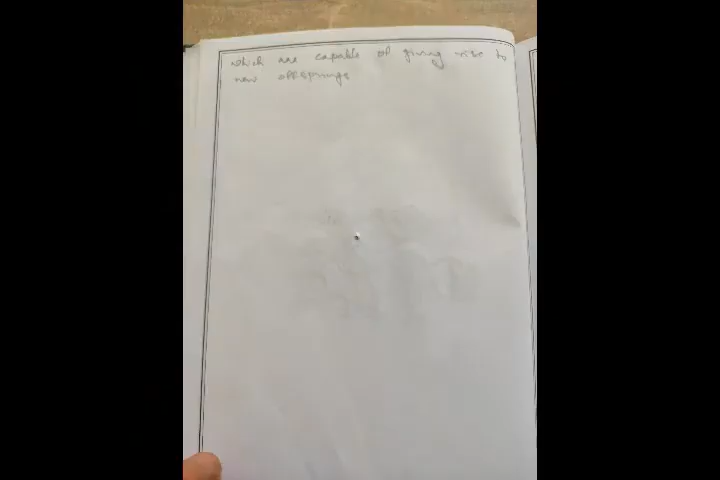 which are capable of giving rise to
new offsprings